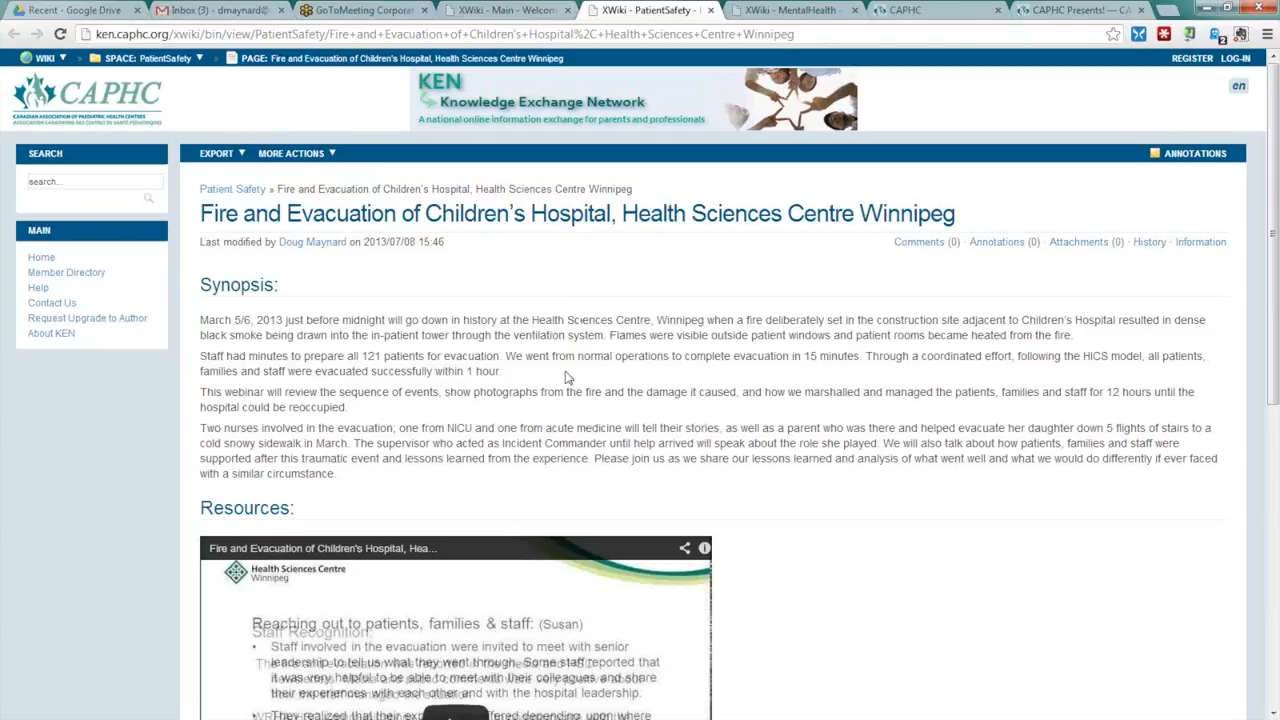 Recent - Google Drive
Inbox (3) - dmaynard@
GoToMeeting Corporat
XWiki - Main - Welcom
XWiki - PatientSafety -
XWiki - MentalHealth -
CAPHC
CAPHC Presents! — CA
ken.caphc.org/xwiki/bin/view/PatientSafety/Fire+and+Evacuation+of+Children's+Hospital%2C+Health+Sciences+Centre+Winnipeg
2
WIKI
» SPACE: PatientSafety
» PAGE: Fire and Evacuation of Children's Hospital, Health Sciences Centre Winnipeg
REGISTER LOG-IN
CAPHC
CANADIAN ASSOCIATION OF PAEDIATRIC HEALTH CENTRES
ASSOCIATION CANADIENNE DES CENTRES DE SANTÉ PÉDIATRIQUES
KEN
Knowledge Exchange Network
A national online information exchange for parents and professionals
en
SEARCH
search...
MAIN
Home
Member Directory
Help
Contact Us
Request Upgrade to Author
About KEN
EXPORT MORE ACTIONS
ANNOTATIONS
Patient Safety » Fire and Evacuation of Children's Hospital, Health Sciences Centre Winnipeg
Fire and Evacuation of Children's Hospital, Health Sciences Centre Winnipeg
Last modified by Doug Maynard on 2013/07/08 15:46
Comments (0) · Annotations (0) · Attachments (0) · History · Information
Synopsis:
March 5/6, 2013 just before midnight will go down in history at the Health Sciences Centre, Winnipeg when a fire deliberately set in the construction site adjacent to Children's Hospital resulted in dense
black smoke being drawn into the in-patient tower through the ventilation system. Flames were visible outside patient windows and patient rooms became heated from the fire.
Staff had minutes to prepare all 121 patients for evacuation. We went from normal operations to complete evacuation in 15 minutes. Through a coordinated effort, following the HICS model, all patients,
families and staff were evacuated successfully within 1 hour.
This webinar will review the sequence of events, show photographs from the fire and the damage it caused, and how we marshalled and managed the patients, families and staff for 12 hours until the
hospital could be reoccupied.
Two nurses involved in the evacuation; one from NICU and one from acute medicine will tell their stories, as well as a parent who was there and helped evacuate her daughter down 5 flights of stairs to a
cold snowy sidewalk in March. The supervisor who acted as Incident Commander until help arrived will speak about the role she played. We will also talk about how patients, families and staff were
supported after this traumatic event and lessons learned from the experience. Please join us as we share our lessons learned and analysis of what went well and what we would do differently if ever faced
with a similar circumstance.
Resources:
Fire and Evacuation of Children's Hospital, Hea...
Health Sciences Centre
Winnipeg
Reaching out to patients, families & staff: (Susan)
Staff Recognition:
• Staff involved in the evacuation were invited to meet with senior
leadership to tell us what they went through. Some staff reported that
it was very helpful to be able to meet with their colleagues and share
their experiences with each other and with the hospital leadership.
• They realized that their depending upon where